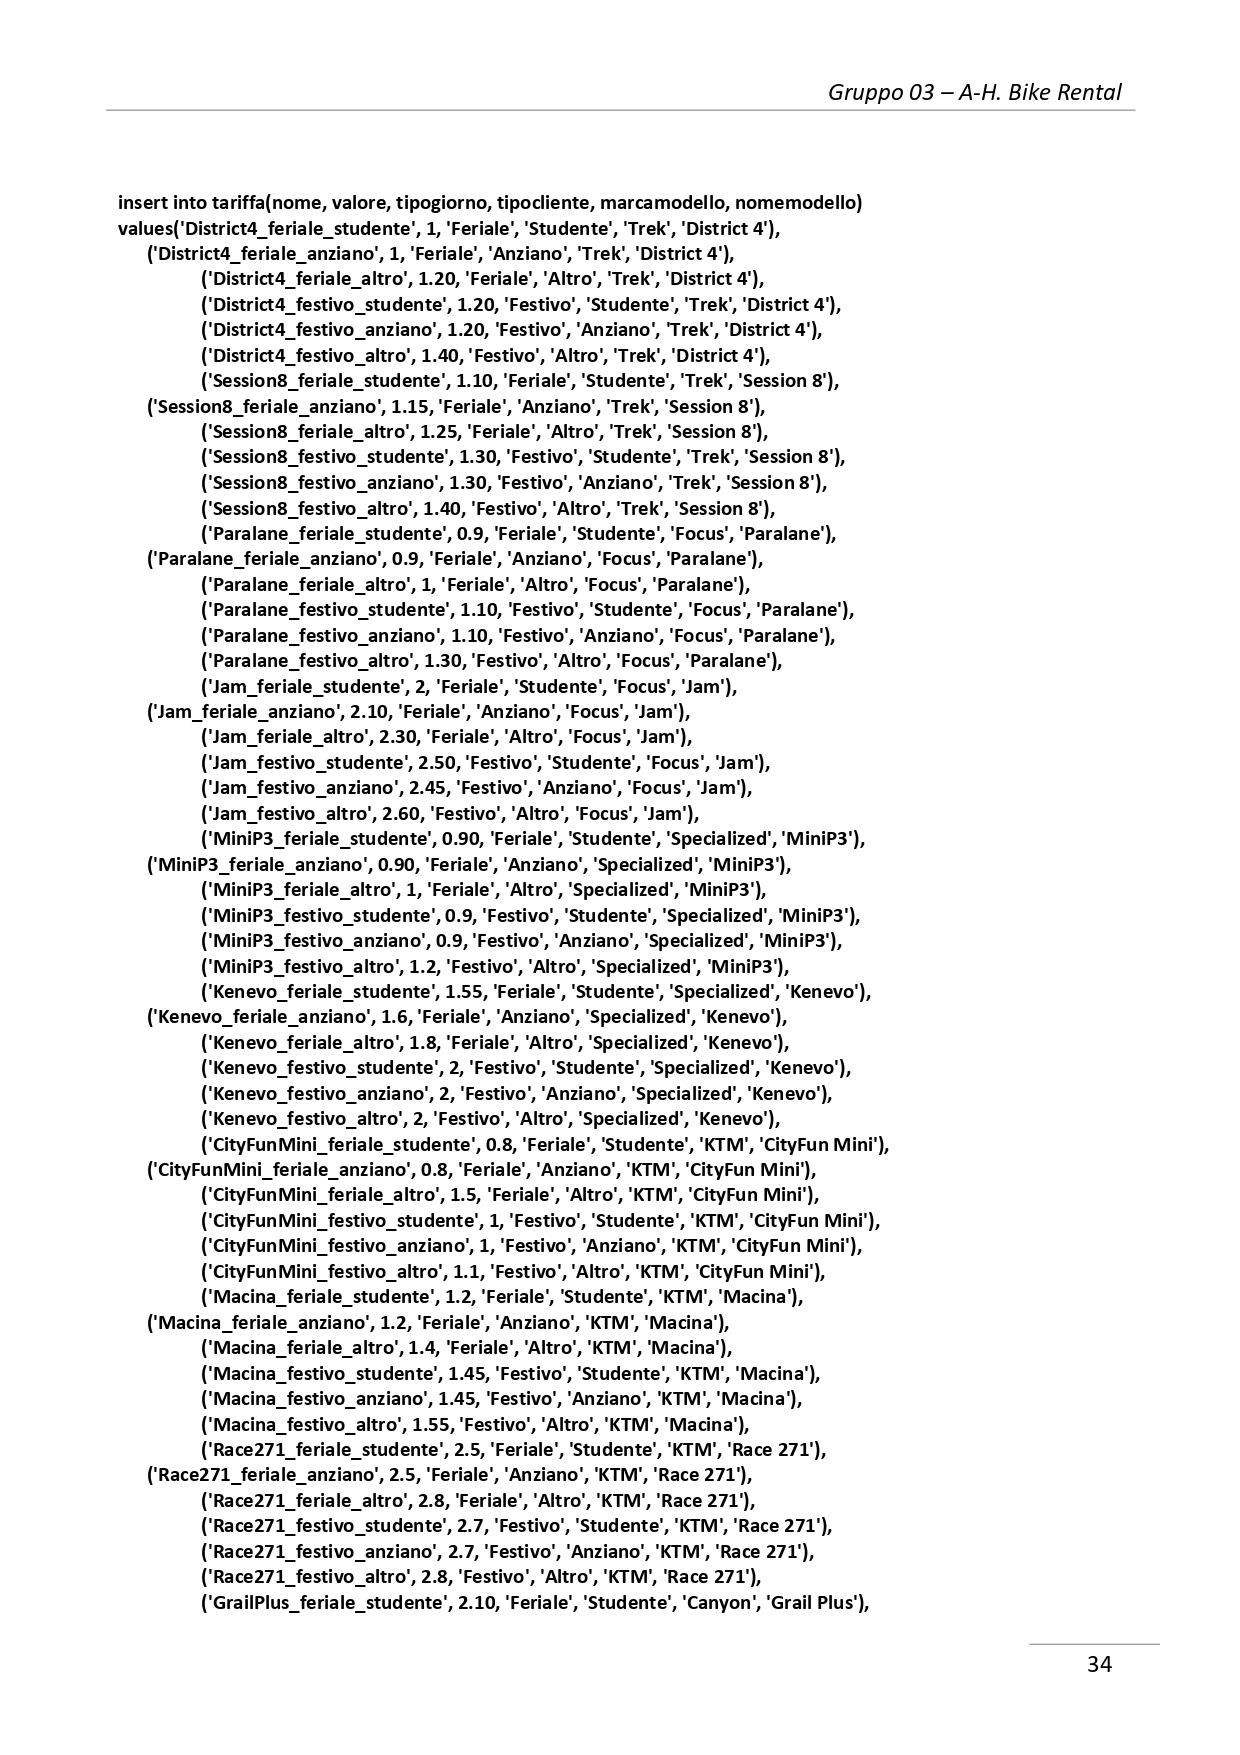 Gruppo 03 – A-H. Bike Rental
insert into tariffa(nome, valore, tipogiorno, tipocliente, marcamodello, nomemodello)
values('District4_feriale_studente', 1, 'Feriale', 'Studente', 'Trek', 'District 4'),
('District4_feriale_anziano', 1, 'Feriale', 'Anziano', 'Trek', 'District 4'),
('District4_feriale_altro', 1.20, 'Feriale', 'Altro', 'Trek', 'District 4'),
('District4_festivo_studente', 1.20, 'Festivo', 'Studente', 'Trek', 'District 4'),
('District4_festivo_anziano', 1.20, 'Festivo', 'Anziano', 'Trek', 'District 4'),
('District4_festivo_altro', 1.40, 'Festivo', 'Altro', 'Trek', 'District 4'),
('Session8_feriale_studente', 1.10, 'Feriale', 'Studente', 'Trek', 'Session 8'),
('Session8_feriale_anziano', 1.15, 'Feriale', 'Anziano', 'Trek', 'Session 8'),
('Session8_feriale_altro', 1.25, 'Feriale', 'Altro', 'Trek', 'Session 8'),
('Session8_festivo_studente', 1.30, 'Festivo', 'Studente', 'Trek', 'Session 8'),
('Session8_festivo_anziano', 1.30, 'Festivo', 'Anziano', 'Trek', 'Session 8'),
('Session8_festivo_altro', 1.40, 'Festivo', 'Altro', 'Trek', 'Session 8'),
('Paralane_feriale_studente', 0.9, 'Feriale', 'Studente', 'Focus', 'Paralane'),
('Paralane_feriale_anziano', 0.9, 'Feriale', 'Anziano', 'Focus', 'Paralane'),
('Paralane_feriale_altro', 1, 'Feriale', 'Altro', 'Focus', 'Paralane'),
('Paralane_festivo_studente', 1.10, 'Festivo', 'Studente', 'Focus', 'Paralane'),
('Paralane_festivo_anziano', 1.10, 'Festivo', 'Anziano', 'Focus', 'Paralane'),
('Paralane_festivo_altro', 1.30, 'Festivo', 'Altro', 'Focus', 'Paralane'),
('Jam_feriale_studente', 2, 'Feriale', 'Studente', 'Focus', 'Jam'),
('Jam_feriale_anziano', 2.10, 'Feriale', 'Anziano', 'Focus', 'Jam'),
('Jam_feriale_altro', 2.30, 'Feriale', 'Altro', 'Focus', 'Jam'),
('Jam_festivo_studente', 2.50, 'Festivo', 'Studente', 'Focus', 'Jam'),
('Jam_festivo_anziano', 2.45, 'Festivo', 'Anziano', 'Focus', 'Jam'),
('Jam_festivo_altro', 2.60, 'Festivo', 'Altro', 'Focus', 'Jam'),
('MiniP3_feriale_studente', 0.90, 'Feriale', 'Studente', 'Specialized', 'MiniP3'),
('MiniP3_feriale_anziano', 0.90, 'Feriale', 'Anziano', 'Specialized', 'MiniP3'),
('MiniP3_feriale_altro', 1, 'Feriale', 'Altro', 'Specialized', 'MiniP3'),
('MiniP3_festivo_studente', 0.9, 'Festivo', 'Studente', 'Specialized', 'MiniP3'),
('MiniP3_festivo_anziano', 0.9, 'Festivo', 'Anziano', 'Specialized', 'MiniP3'),
('MiniP3_festivo_altro', 1.2, 'Festivo', 'Altro', 'Specialized', 'MiniP3'),
('Kenevo_feriale_studente', 1.55, 'Feriale', 'Studente', 'Specialized', 'Kenevo'),
('Kenevo_feriale_anziano', 1.6, 'Feriale', 'Anziano', 'Specialized', 'Kenevo'),
('Kenevo_feriale_altro', 1.8, 'Feriale', 'Altro', 'Specialized', 'Kenevo'),
('Kenevo_festivo_studente', 2, 'Festivo', 'Studente', 'Specialized', 'Kenevo'),
('Kenevo_festivo_anziano', 2, 'Festivo', 'Anziano', 'Specialized', 'Kenevo'),
('Kenevo_festivo_altro', 2, 'Festivo', 'Altro', 'Specialized', 'Kenevo'),
('CityFunMini_feriale_studente', 0.8, 'Feriale', 'Studente', 'KTM', 'CityFun Mini'),
('CityFunMini_feriale_anziano', 0.8, 'Feriale', 'Anziano', 'KTM', 'CityFun Mini'),
('CityFunMini_feriale_altro', 1.5, 'Feriale', 'Altro', 'KTM', 'CityFun Mini'),
('CityFunMini_festivo_studente', 1, 'Festivo', 'Studente', 'KTM', 'CityFun Mini'),
('CityFunMini_festivo_anziano', 1, 'Festivo', 'Anziano', 'KTM', 'CityFun Mini'),
('CityFunMini_festivo_altro', 1.1, 'Festivo', 'Altro', 'KTM', 'CityFun Mini'),
('Macina_feriale_studente', 1.2, 'Feriale', 'Studente', 'KTM', 'Macina'),
('Macina_feriale_anziano', 1.2, 'Feriale', 'Anziano', 'KTM', 'Macina'),
('Macina_feriale_altro', 1.4, 'Feriale', 'Altro', 'KTM', 'Macina'),
('Macina_festivo_studente', 1.45, 'Festivo', 'Studente', 'KTM', 'Macina'),
('Macina_festivo_anziano', 1.45, 'Festivo', 'Anziano', 'KTM', 'Macina'),
('Macina_festivo_altro', 1.55, 'Festivo', 'Altro', 'KTM', 'Macina'),
('Race271_feriale_studente', 2.5, 'Feriale', 'Studente', 'KTM', 'Race 271'),
('Race271_feriale_anziano', 2.5, 'Feriale', 'Anziano', 'KTM', 'Race 271'),
('Race271_feriale_altro', 2.8, 'Feriale', 'Altro', 'KTM', 'Race 271'),
('Race271_festivo_studente', 2.7, 'Festivo', 'Studente', 'KTM', 'Race 271'),
('Race271_festivo_anziano', 2.7, 'Festivo', 'Anziano', 'KTM', 'Race 271'),
('Race271_festivo_altro', 2.8, 'Festivo', 'Altro', 'KTM', 'Race 271'),
('GrailPlus_feriale_studente', 2.10, 'Feriale', 'Studente', 'Canyon', 'Grail Plus'),
34